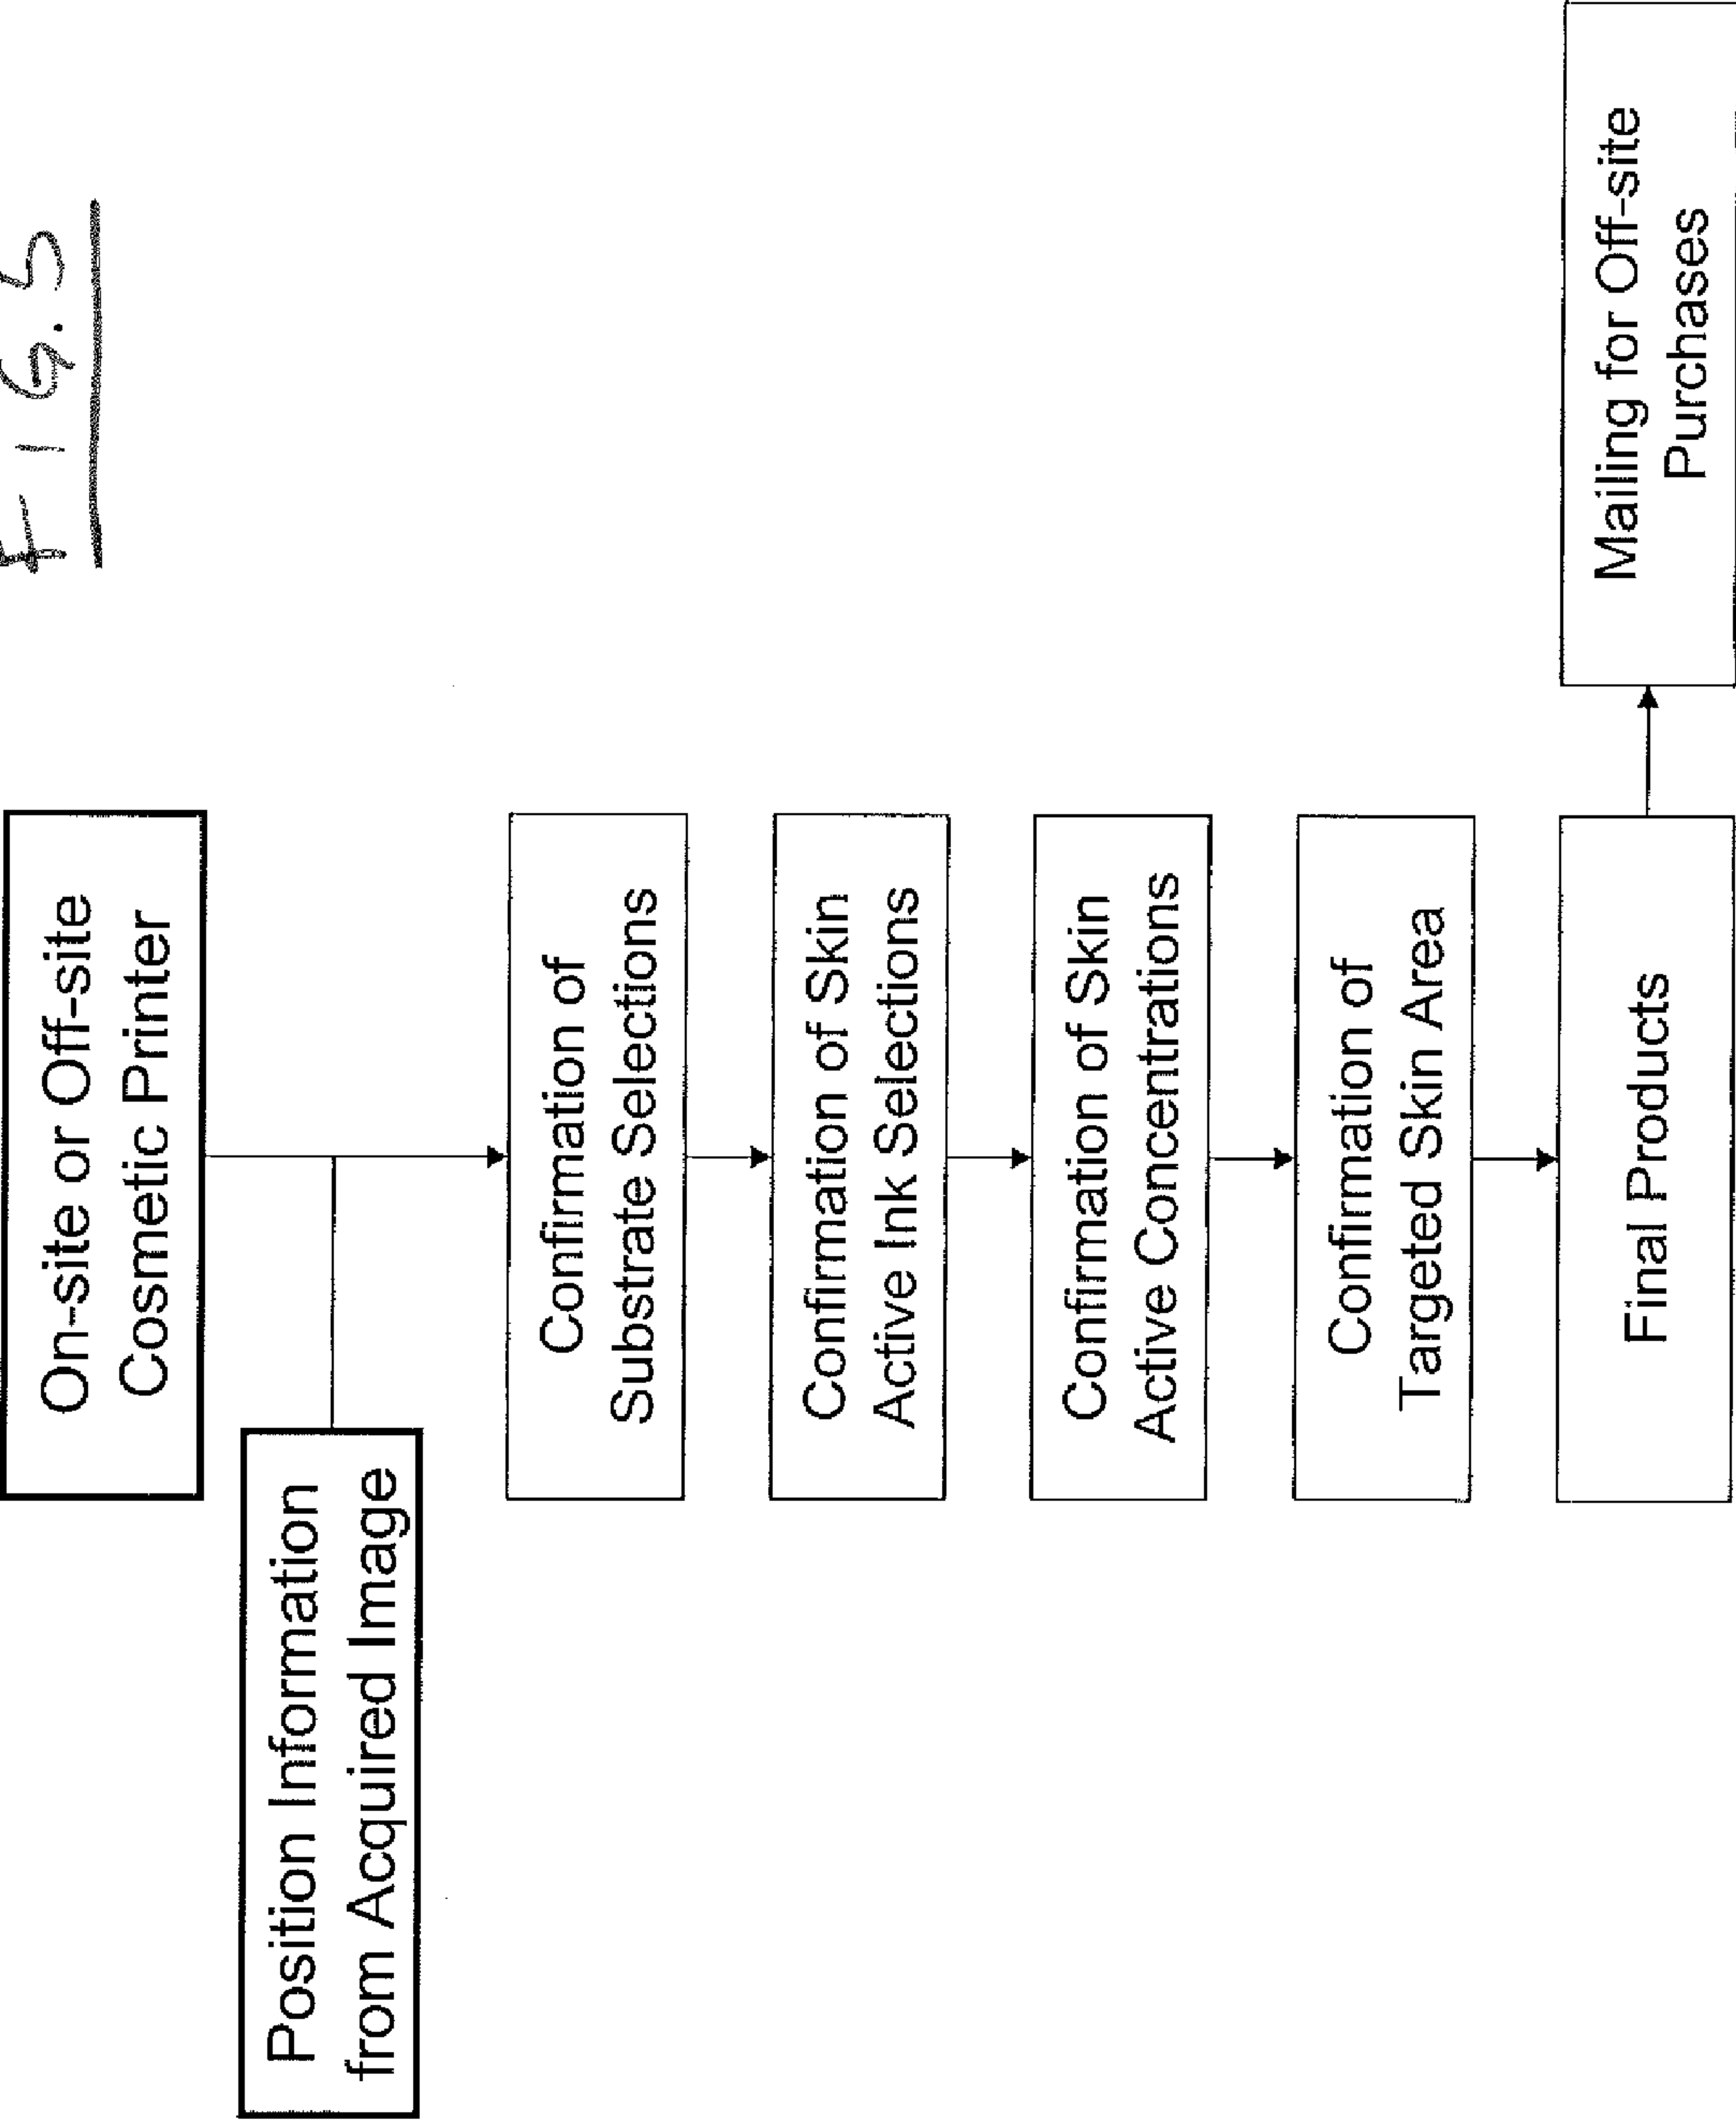 FIG. 5
On-site or Off-site
Cosmetic Printer
Position Information
from Acquired Image
Confirmation of
Substrate Selections
Confirmation of Skin
Active Ink Selections
Confirmation of Skin
Active Concentrations
Confirmation of
Targeted Skin Area
Final Products
Mailing for Off-site
Purchases